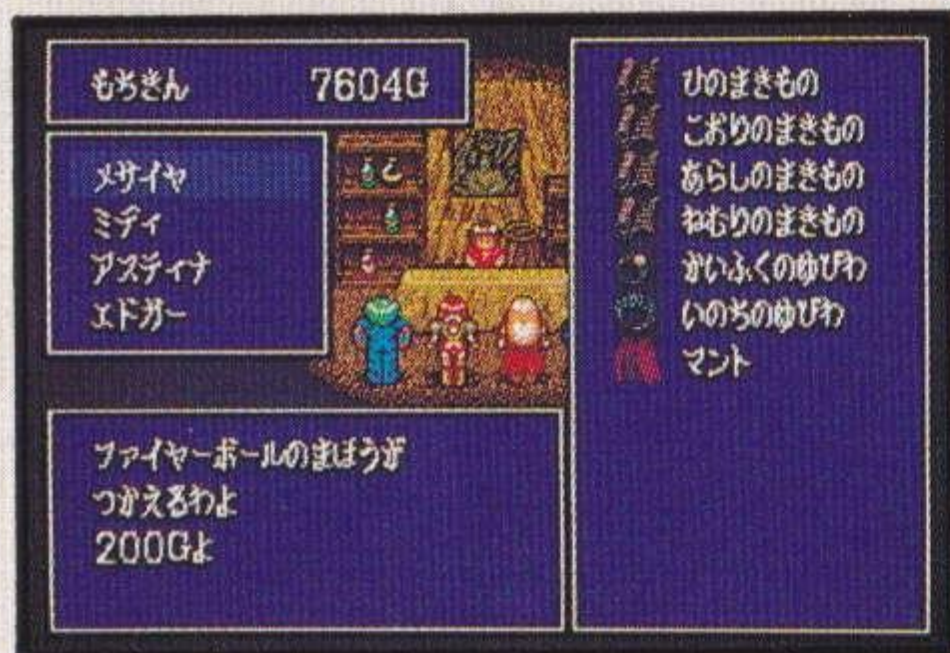 もちきん 7604G
メサイヤ
ミディ
アスティナ
エドガー
ひのまきもの
こおりのまきもの
あらしのまきもの
ねむりのまきもの
かいふくのゆびわ
いのちのゆびわ
マント
ファイヤーボールのまほうが
つかえるわよ
200Gよ